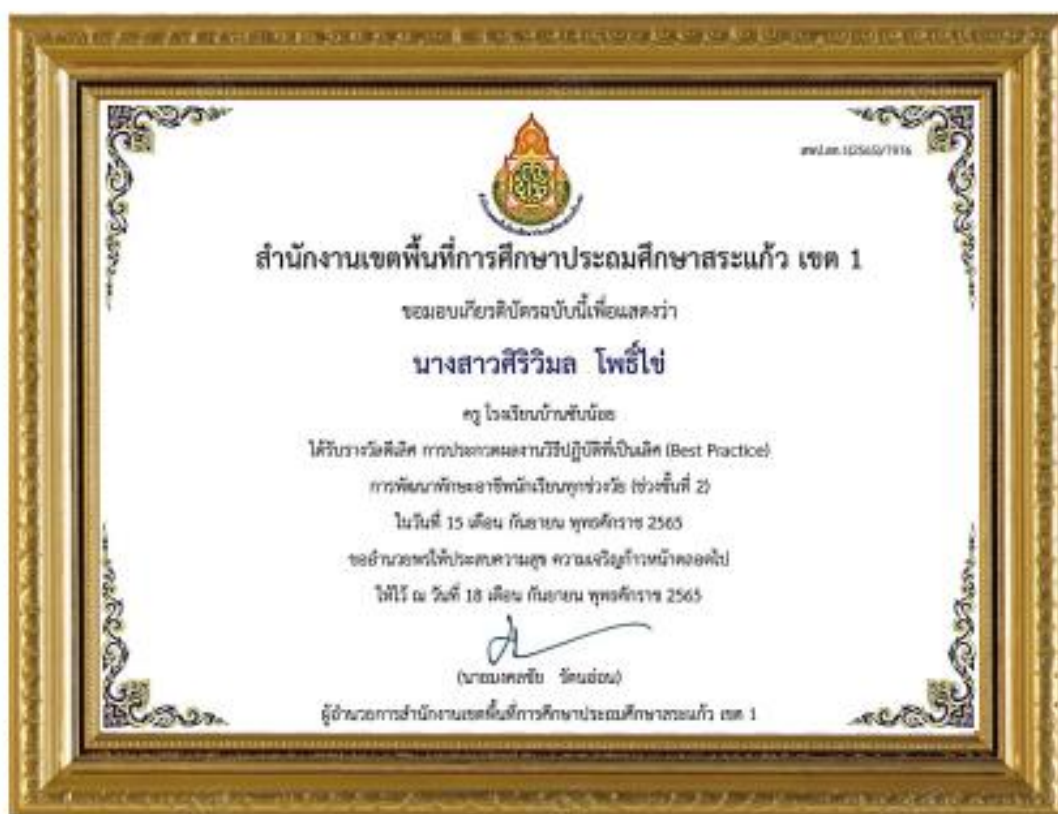 สำนักงานเขตพื้นที่การศึกษาประถมศึกษาสระแก้ว เขต 1
ขอมอบเกียรติบัตรฉบับนี้เพื่อแสดงว่า
นางสาวศิริวิมล โพธิ์ไข่
ครู โรงเรียนบ้านซับน้อย
ได้รับรางวัลดีเลิศ การประกวดผลงานวิธีปฏิบัติที่เป็นเลิศ (Best Practice)
การพัฒนาทักษะอาชีพนักเรียนทุกช่วงวัย (ช่วงชั้นที่ 2)
ในวันที่ 15 เดือน กันยายน พุทธศักราช 2565
ขออำนวยพรให้ประสบความสุข ความเจริญก้าวหน้าตลอดไป
ให้ไว้ ณ วันที่ 18 เดือน กันยายน พุทธศักราช 2565
(นายมงคลชัย รัตนอ่อน)
ผู้อำนวยการสำนักงานเขตพื้นที่การศึกษาประถมศึกษาสระแก้ว เขต 1